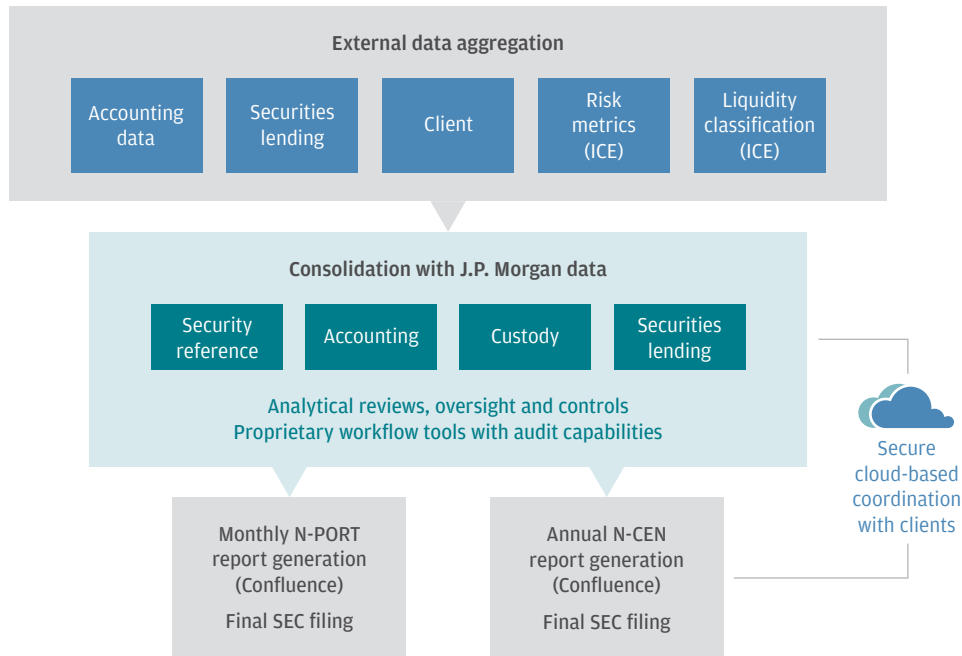 External data aggregation
Accounting
data
Securities
lending
Client
Risk
metrics
(ICE)
Liquidity
classification
(ICE)
Consolidation with J.P. Morgan data
Security
reference
Accounting
Custody
Securities
lending
Analytical reviews, oversight and controls
Proprietary workflow tools with audit capabilities
Secure
cloud-based
coordination
with clients
Monthly N-PORT
report generation
(Confluence)
Final SEC filing
Annual N-CEN
report generation
(Confluence)
Final SEC filing